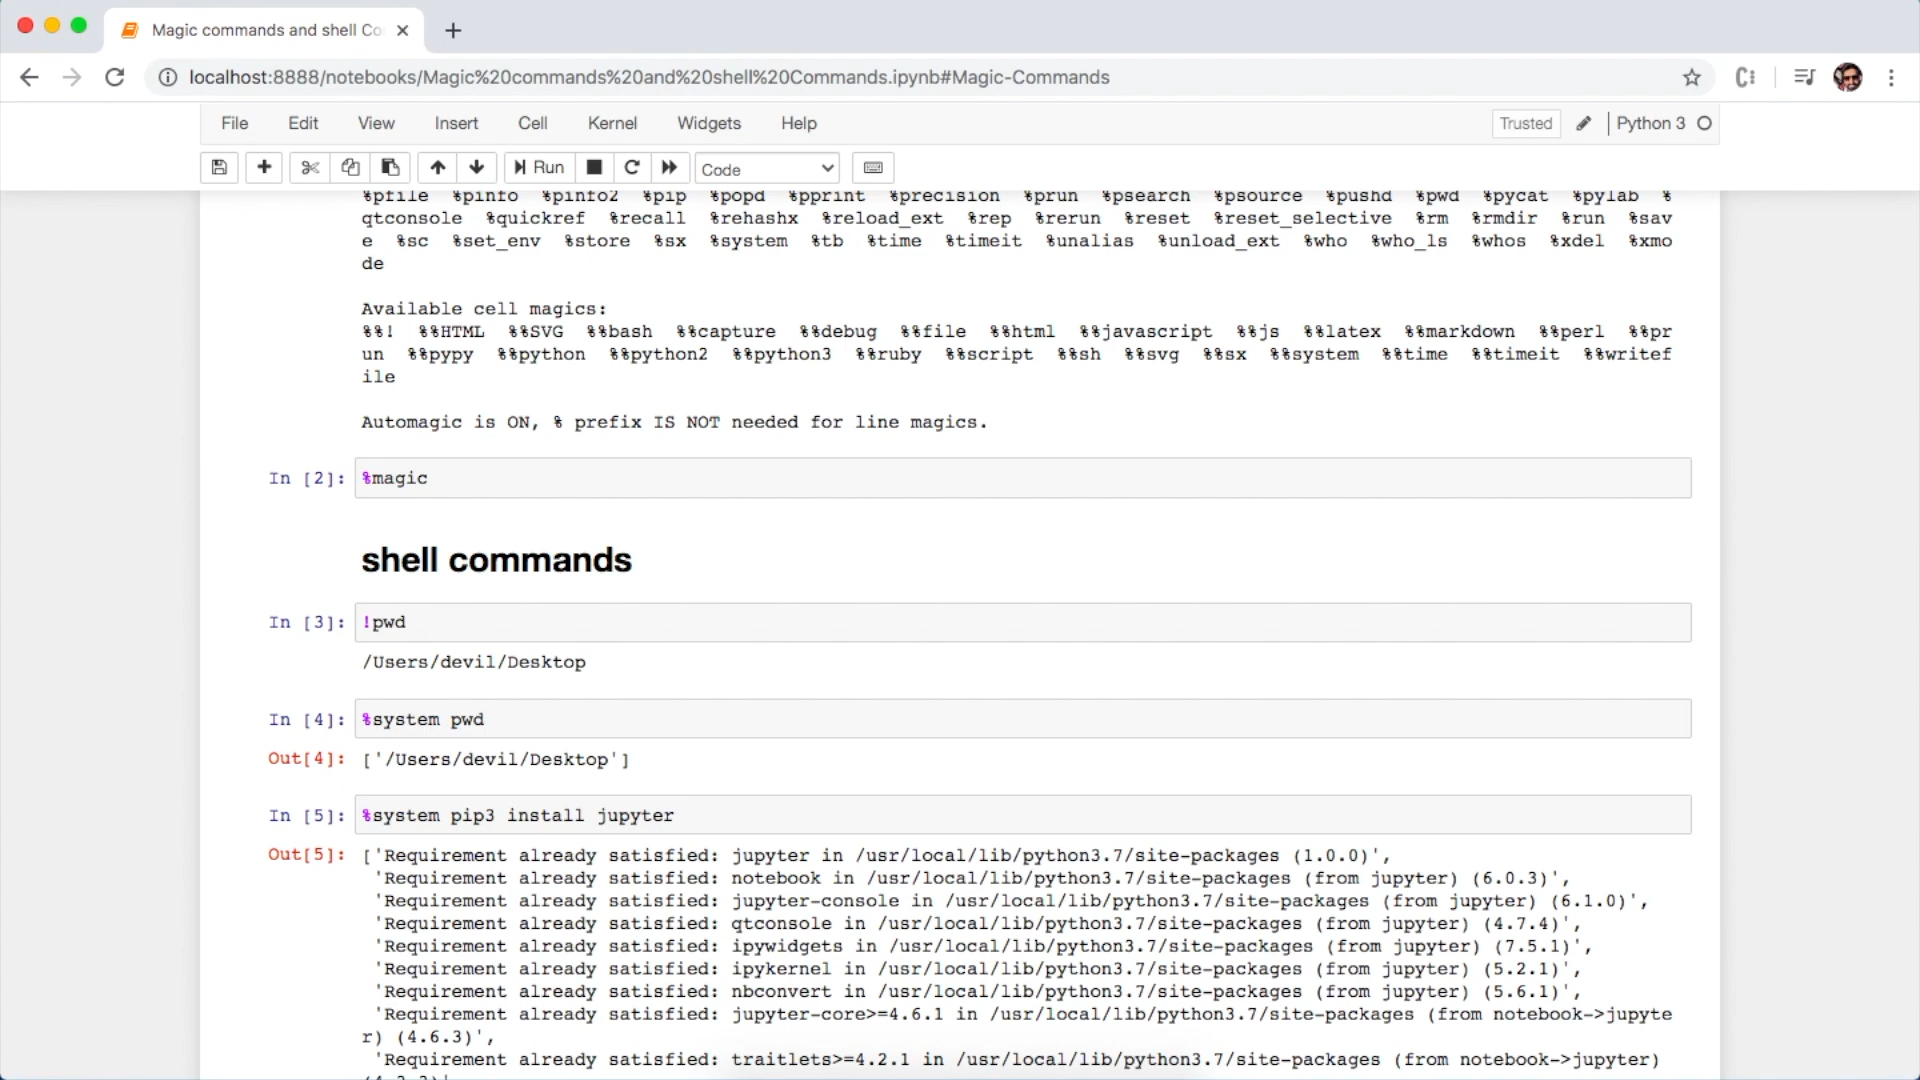 Magic commands and shell Co
localhost:8888/notebooks/Magic%20commands%20and%20shell%20Commands.ipynb#Magic-Commands
File Edit View Insert Cell Kernel Widgets Help Trusted Python 3
Run Code
%pfile %pinfo %pinfo2 %pip %popd %pprint %precision %prun %psearch %psource %pushd %pwd %pycat %pylab %
qtconsole %quickref %recall %rehashx %reload_ext %rep %rerun %reset %reset_selective %rm %rmdir %run %sav
e %sc %set_env %store %sx %system %tb %time %timeit %unalias %unload_ext %who %who_ls %whos %xdel %xmo
de
Available cell magics:
%%! %%HTML %%SVG %%bash %%capture %%debug %%file %%html %%javascript %%js %%latex %%markdown %%perl %%pr
un %%pypy %%python %%python2 %%python3 %%ruby %%script %%sh %%svg %%sx %%system %%time %%timeit %%writef
ile
Automagic is ON, % prefix IS NOT needed for line magics.
In [2]: %magic
shell commands
In [3]: !pwd
/Users/devil/Desktop
In [4]: %system pwd
Out[4]: ['/Users/devil/Desktop']
In [5]: %system pip3 install jupyter
Out[5]: ['Requirement already satisfied: jupyter in /usr/local/lib/python3.7/site-packages (1.0.0)',
'Requirement already satisfied: notebook in /usr/local/lib/python3.7/site-packages (from jupyter) (6.0.3)',
'Requirement already satisfied: jupyter-console in /usr/local/lib/python3.7/site-packages (from jupyter) (6.1.0)',
'Requirement already satisfied: qtconsole in /usr/local/lib/python3.7/site-packages (from jupyter) (4.7.4)',
'Requirement already satisfied: ipywidgets in /usr/local/lib/python3.7/site-packages (from jupyter) (7.5.1)',
'Requirement already satisfied: ipykernel in /usr/local/lib/python3.7/site-packages (from jupyter) (5.2.1)',
'Requirement already satisfied: nbconvert in /usr/local/lib/python3.7/site-packages (from jupyter) (5.6.1)',
'Requirement already satisfied: jupyter-core>=4.6.1 in /usr/local/lib/python3.7/site-packages (from notebook->jupyte
r) (4.6.3)',
'Requirement already satisfied: traitlets>=4.2.1 in /usr/local/lib/python3.7/site-packages (from notebook->jupyter)